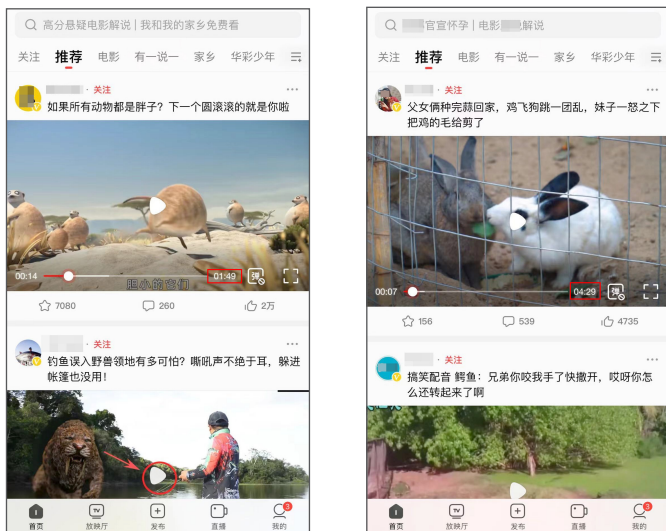 高分悬疑电影解说 | 我和我的家乡免费看
关注 推荐 电影 有一说一 家乡 华彩少年
· 关注
如果所有动物都是胖子？下一个圆滚滚的就是你啦
胆小的它们
00:14 01:49 弹
7080 260 2万
· 关注
钓鱼误入野兽领地有多可怕？嘶吼声不绝于耳，躲进
帐篷也没用！
首页 放映厅 发布 直播 我的 3
官宣怀孕 | 电影 解说
关注 推荐 电影 有一说一 家乡 华彩少年
· 关注
父女俩种完蒜回家，鸡飞狗跳一团乱，妹子一怒之下
把鸡的毛给剪了
00:07 04:29 弹
156 539 4735
· 关注
搞笑配音 鳄鱼：兄弟你咬我手了快撒开，哎呀你怎
么还转起来了啊
首页 放映厅 发布 直播 我的 3